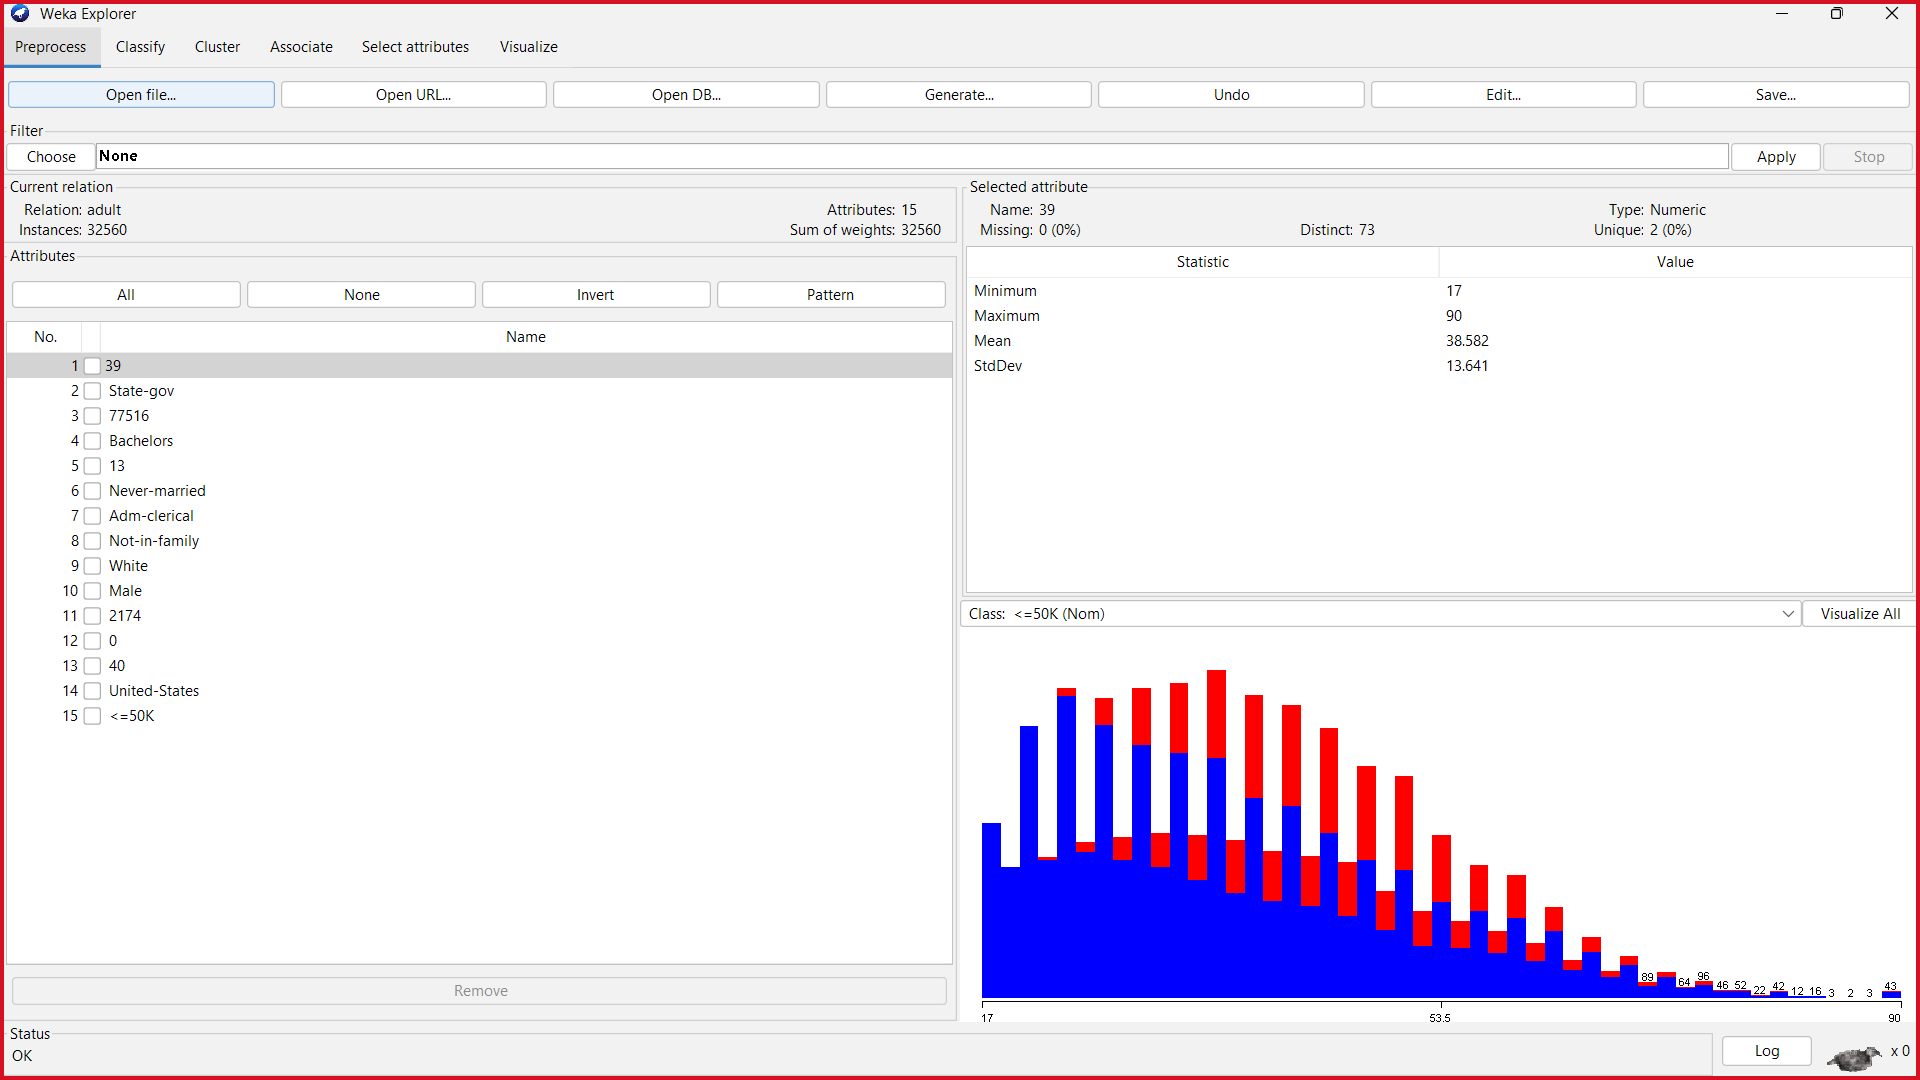 Weka Explorer
Preprocess Classify Cluster Associate Select attributes Visualize
Open file... Open URL... Open DB... Generate... Undo Edit... Save...
Filter
Choose None Apply Stop
Current relation
Relation: adult Attributes: 15
Instances: 32560 Sum of weights: 32560
Attributes
All None Invert Pattern
No. Name
1 39
2 State-gov
3 77516
4 Bachelors
5 13
6 Never-married
7 Adm-clerical
8 Not-in-family
9 White
10 Male
11 2174
12 0
13 40
14 United-States
15 <=50K
Remove
Selected attribute
Name: 39 Type: Numeric
Missing: 0 (0%) Distinct: 73 Unique: 2 (0%)
Statistic Value
Minimum 17
Maximum 90
Mean 38.582
StdDev 13.641
Class: <=50K (Nom) Visualize All
89 64 96 46 52 22 42 12 16 3 2 3 43
17 53.5 90
Status
OK
Log x 0